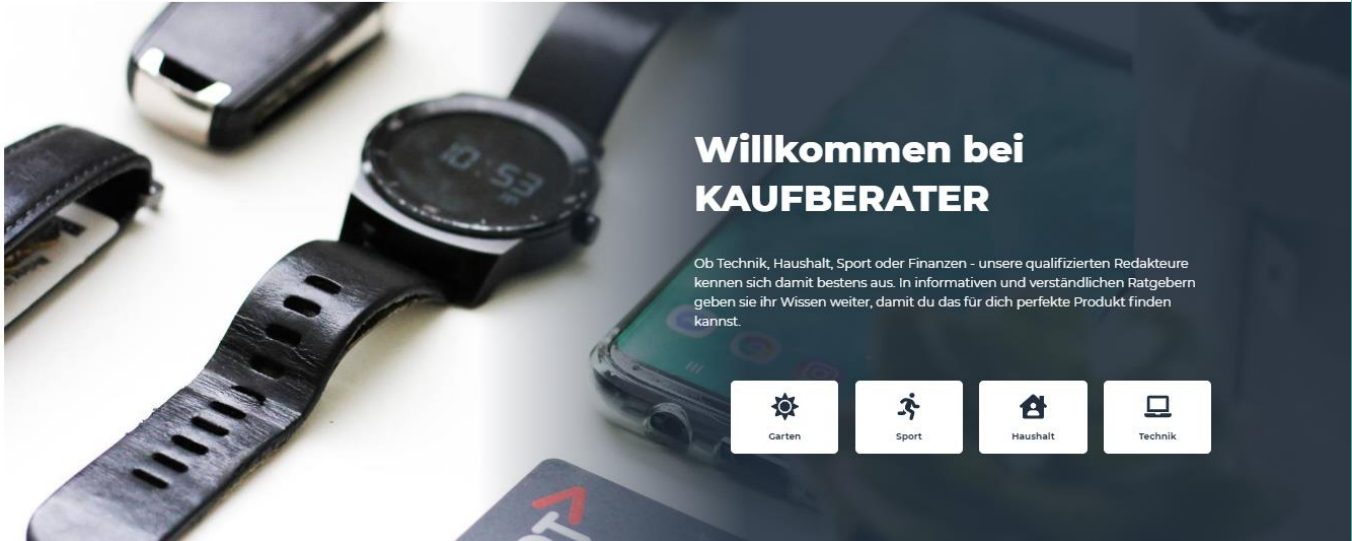 10:53
Willkommen bei
KAUFBERATER
Ob Technik, Haushalt, Sport oder Finanzen - unsere qualifizierten Redakteure
kennen sich damit bestens aus. In informativen und verständlichen Ratgebern
geben sie ihr Wissen weiter, damit du das für dich perfekte Produkt finden
kannst.
Garten
Sport
Haushalt
Technik